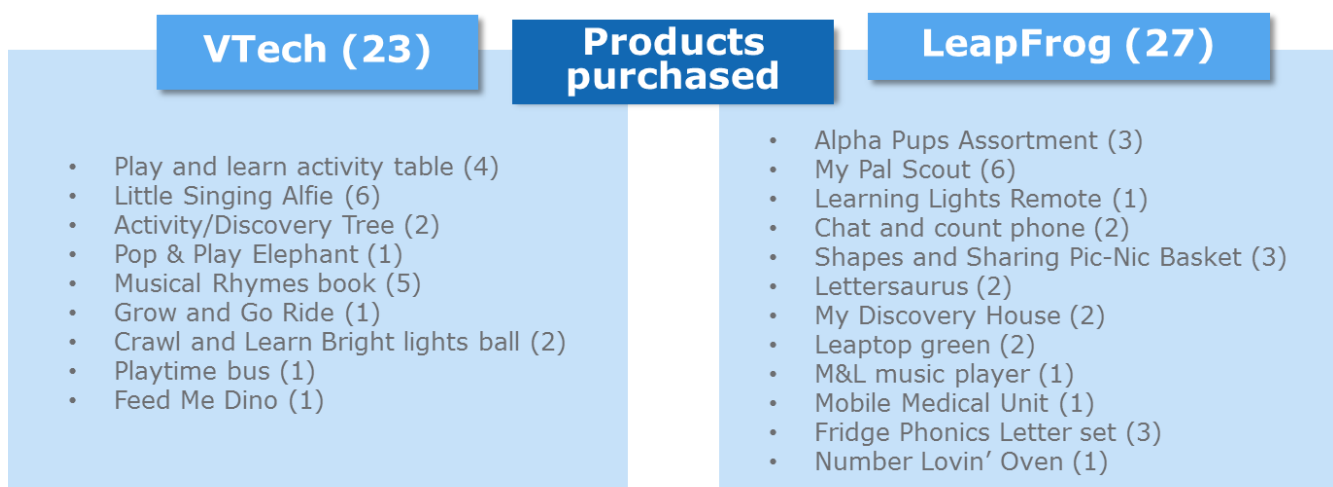 VTech (23)
Products
purchased
LeapFrog (27)
• Play and learn activity table (4)
• Little Singing Alfie (6)
• Activity/Discovery Tree (2)
• Pop & Play Elephant (1)
• Musical Rhymes book (5)
• Grow and Go Ride (1)
• Crawl and Learn Bright lights ball (2)
• Playtime bus (1)
• Feed Me Dino (1)
• Alpha Pups Assortment (3)
• My Pal Scout (6)
• Learning Lights Remote (1)
• Chat and count phone (2)
• Shapes and Sharing Pic-Nic Basket (3)
• Lettersaurus (2)
• My Discovery House (2)
• Leaptop green (2)
• M&L music player (1)
• Mobile Medical Unit (1)
• Fridge Phonics Letter set (3)
• Number Lovin’ Oven (1)